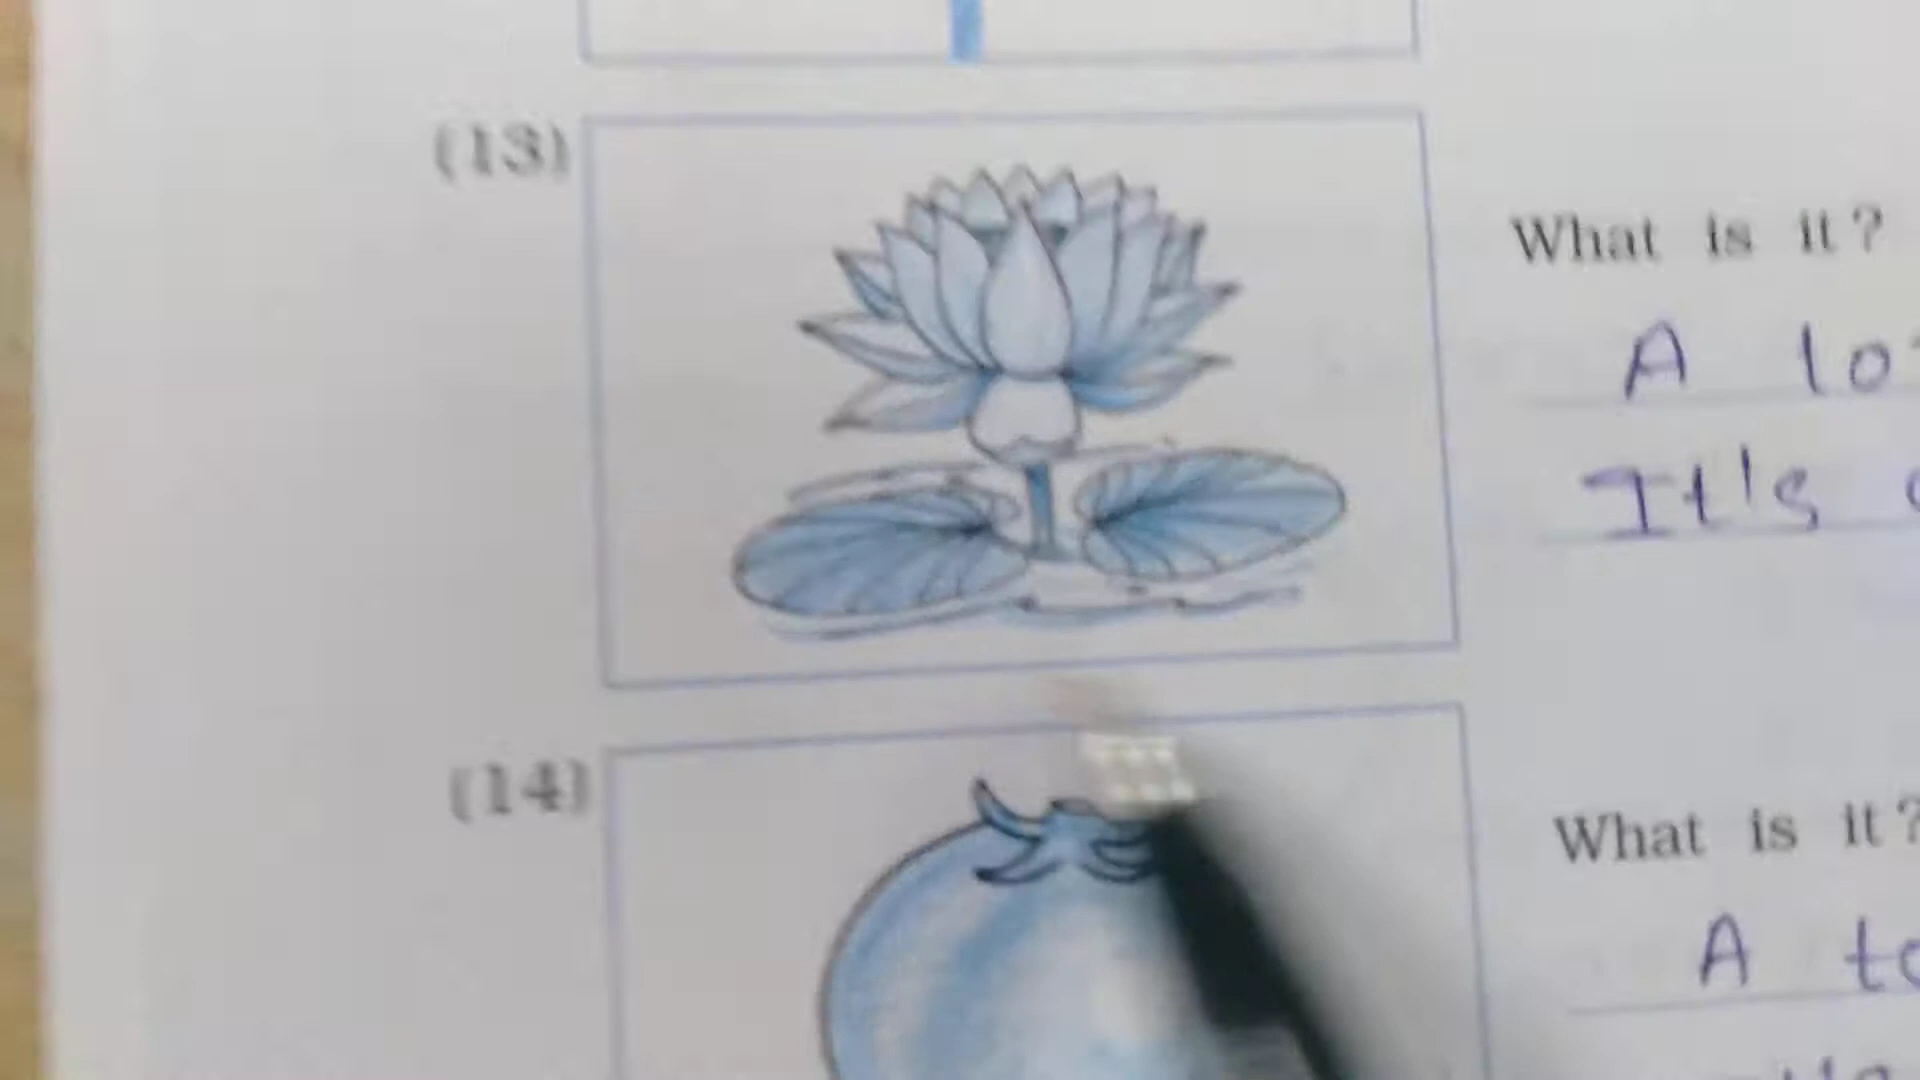 (13)
What is it?
A lo
It's
(14)
What is it?
A to